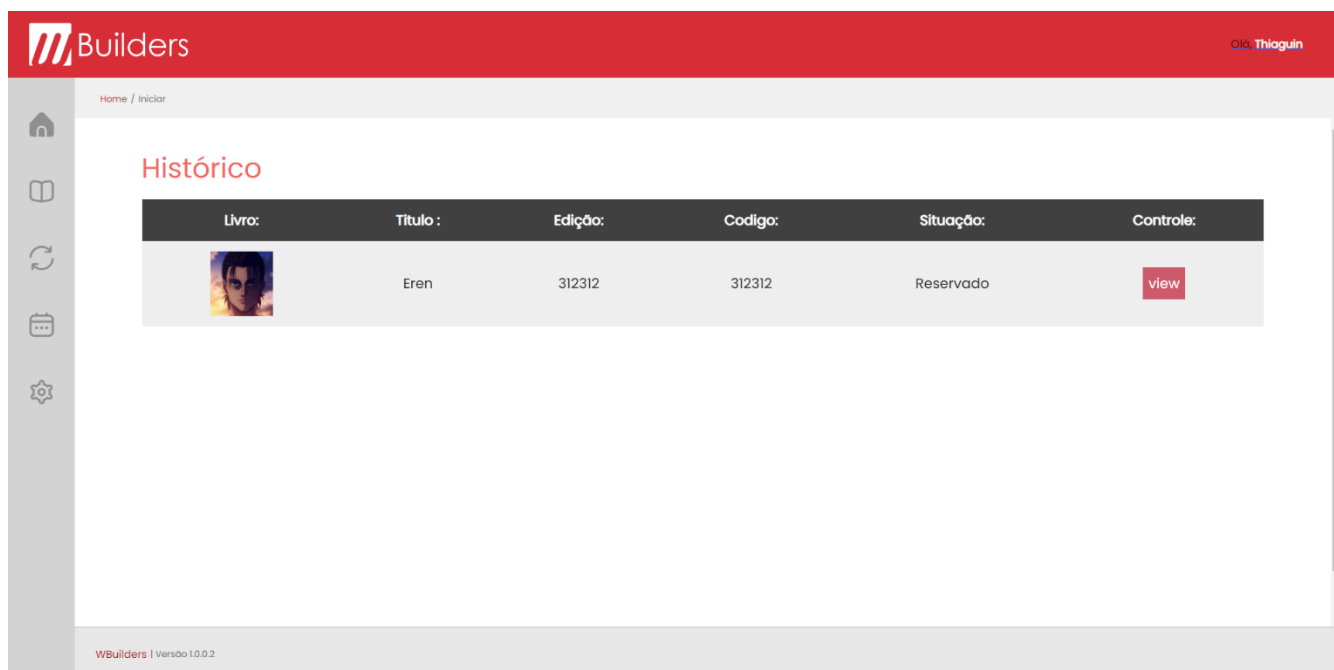 Builders
Olá, Thiaguin
Home / Iniciar
Histórico
Livro: Titulo : Edição: Codigo: Situação: Controle:
Eren 312312 312312 Reservado view
WBuilders | Versão 1.0.0.2